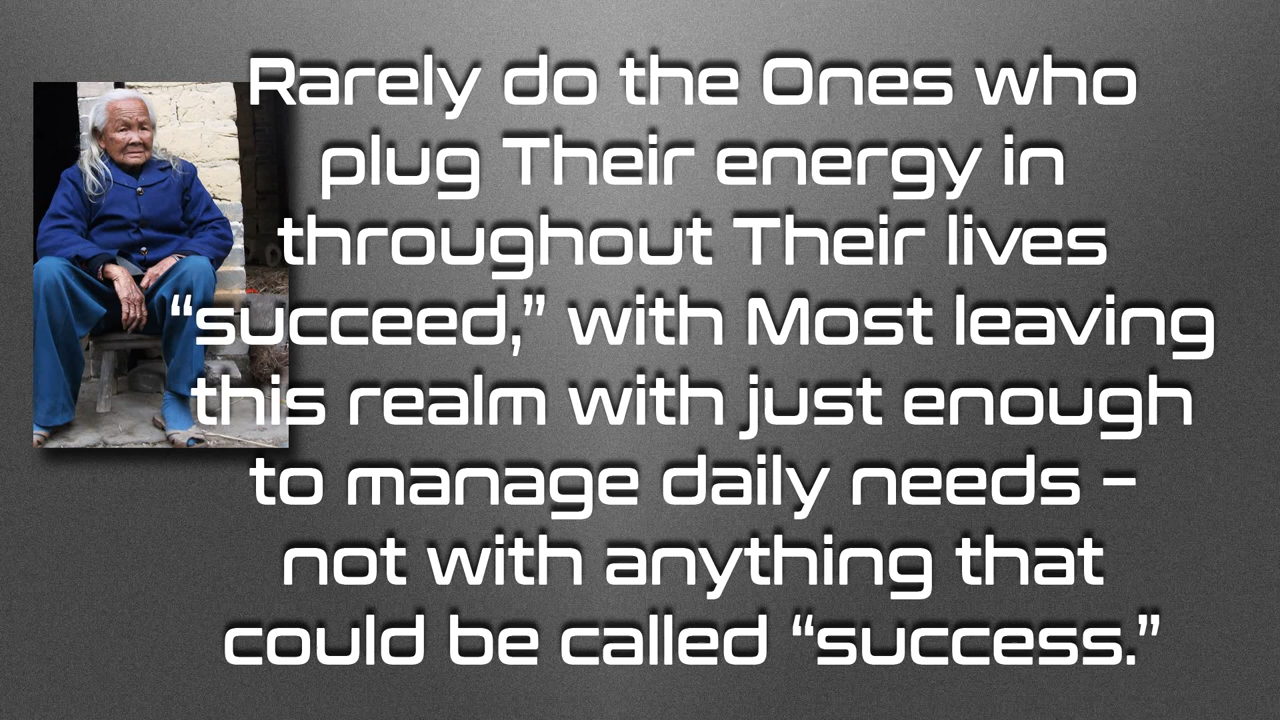 Rarely do the Ones who
plug Their energy in
throughout Their lives
“succeed,” with Most leaving
this realm with just enough
to manage daily needs –
not with anything that
could be called “success.”